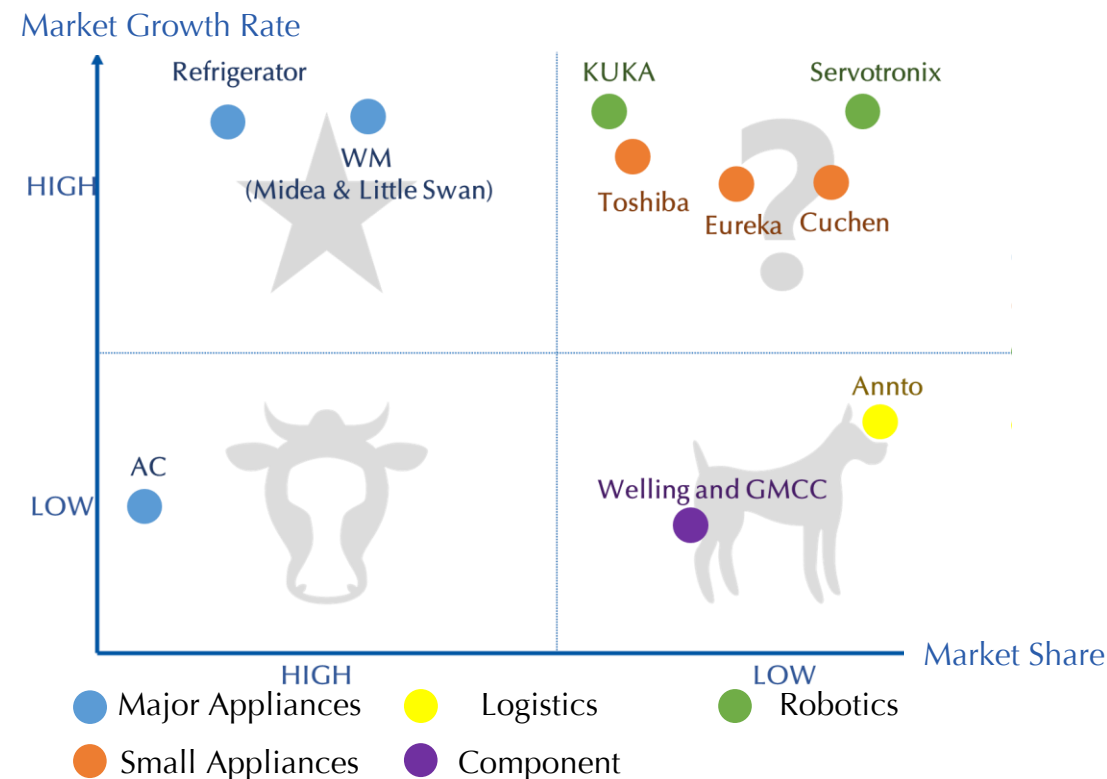 Market Growth Rate
Refrigerator
KUKA
Servotronix
WM
(Midea & Little Swan)
HIGH
Toshiba
Eureka
Cuchen
Annto
AC
Welling and GMCC
LOW
Market Share
HIGH
LOW
Major Appliances
Logistics
Robotics
Small Appliances
Component